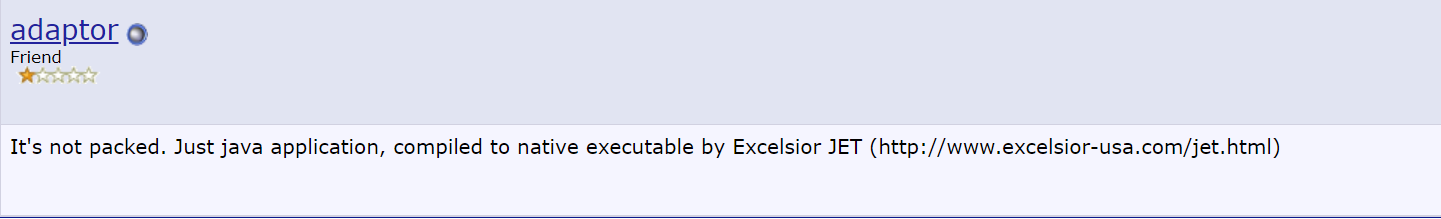 adaptor
Friend
It's not packed. Just java application, compiled to native executable by Excelsior JET (http://www.excelsior-usa.com/jet.html)